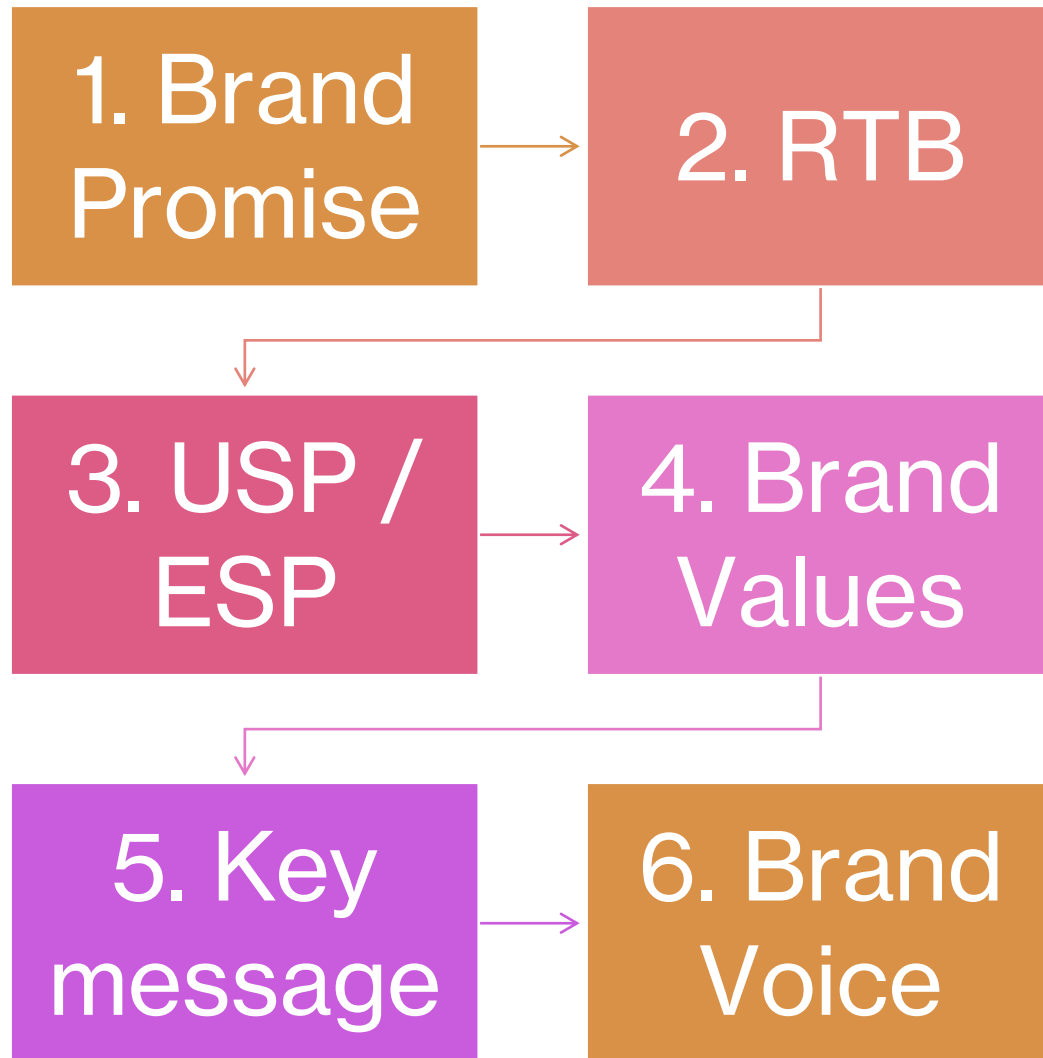 1. Brand
Promise
2. RTB
3. USP /
ESP
4. Brand
Values
5. Key
message
6. Brand
Voice